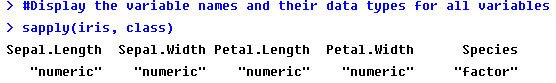 > #Display the variable names and their data types for all variables
> sapply(iris, class)
Sepal.Length  Sepal.Width Petal.Length  Petal.Width      Species
   "numeric"    "numeric"    "numeric"    "numeric"     "factor"